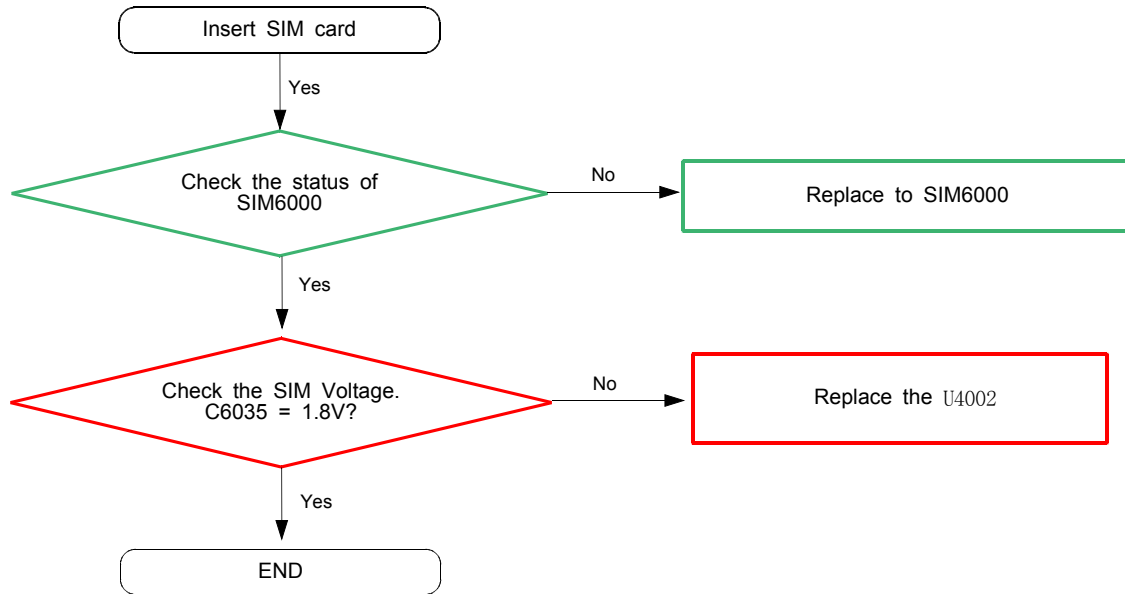 Insert SIM card
Yes
Check the status of
SIM6000
No
Replace to SIM6000
Yes
Check the SIM Voltage.
C6035 = 1.8V?
No
Replace the U4002
Yes
END